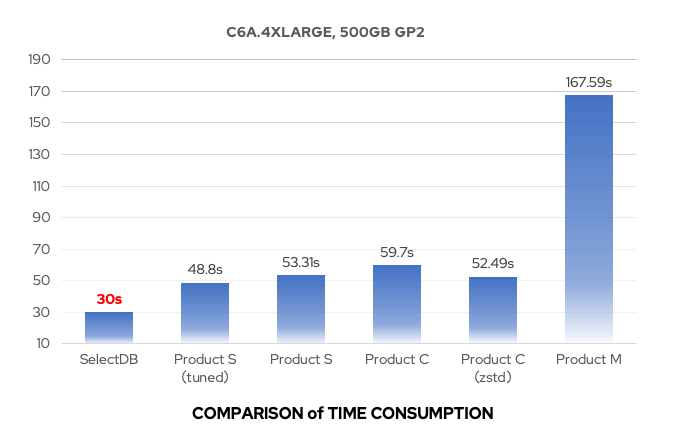 C6A.4XLARGE, 500GB GP2
190
170
150
130
110
90
70
50
30
10
30s
48.8s
53.31s
59.7s
52.49s
167.59s
SelectDB
Product S
(tuned)
Product S
Product C
Product C
(zstd)
Product M
COMPARISON of TIME CONSUMPTION